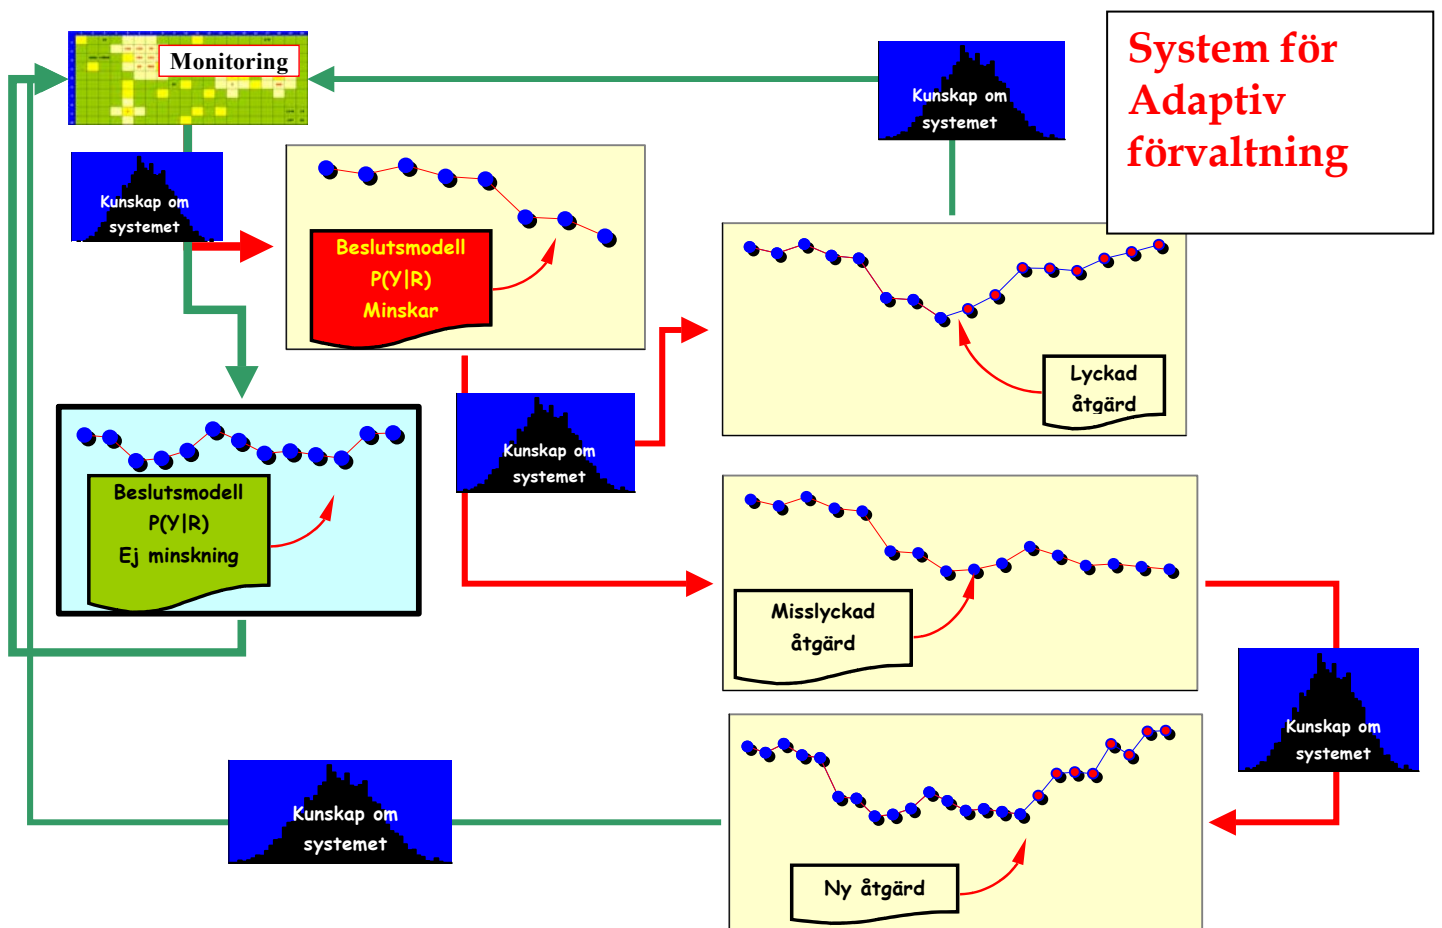 System för
Adaptiv
förvaltning
Monitoring
Kunskap om
systemet
Kunskap om
systemet
Beslutsmodell
P(Y|R)
Minskar
Lyckad
åtgärd
Kunskap om
systemet
Beslutsmodell
P(Y|R)
Ej minskning
Misslyckad
åtgärd
Kunskap om
systemet
Kunskap om
systemet
Ny åtgärd